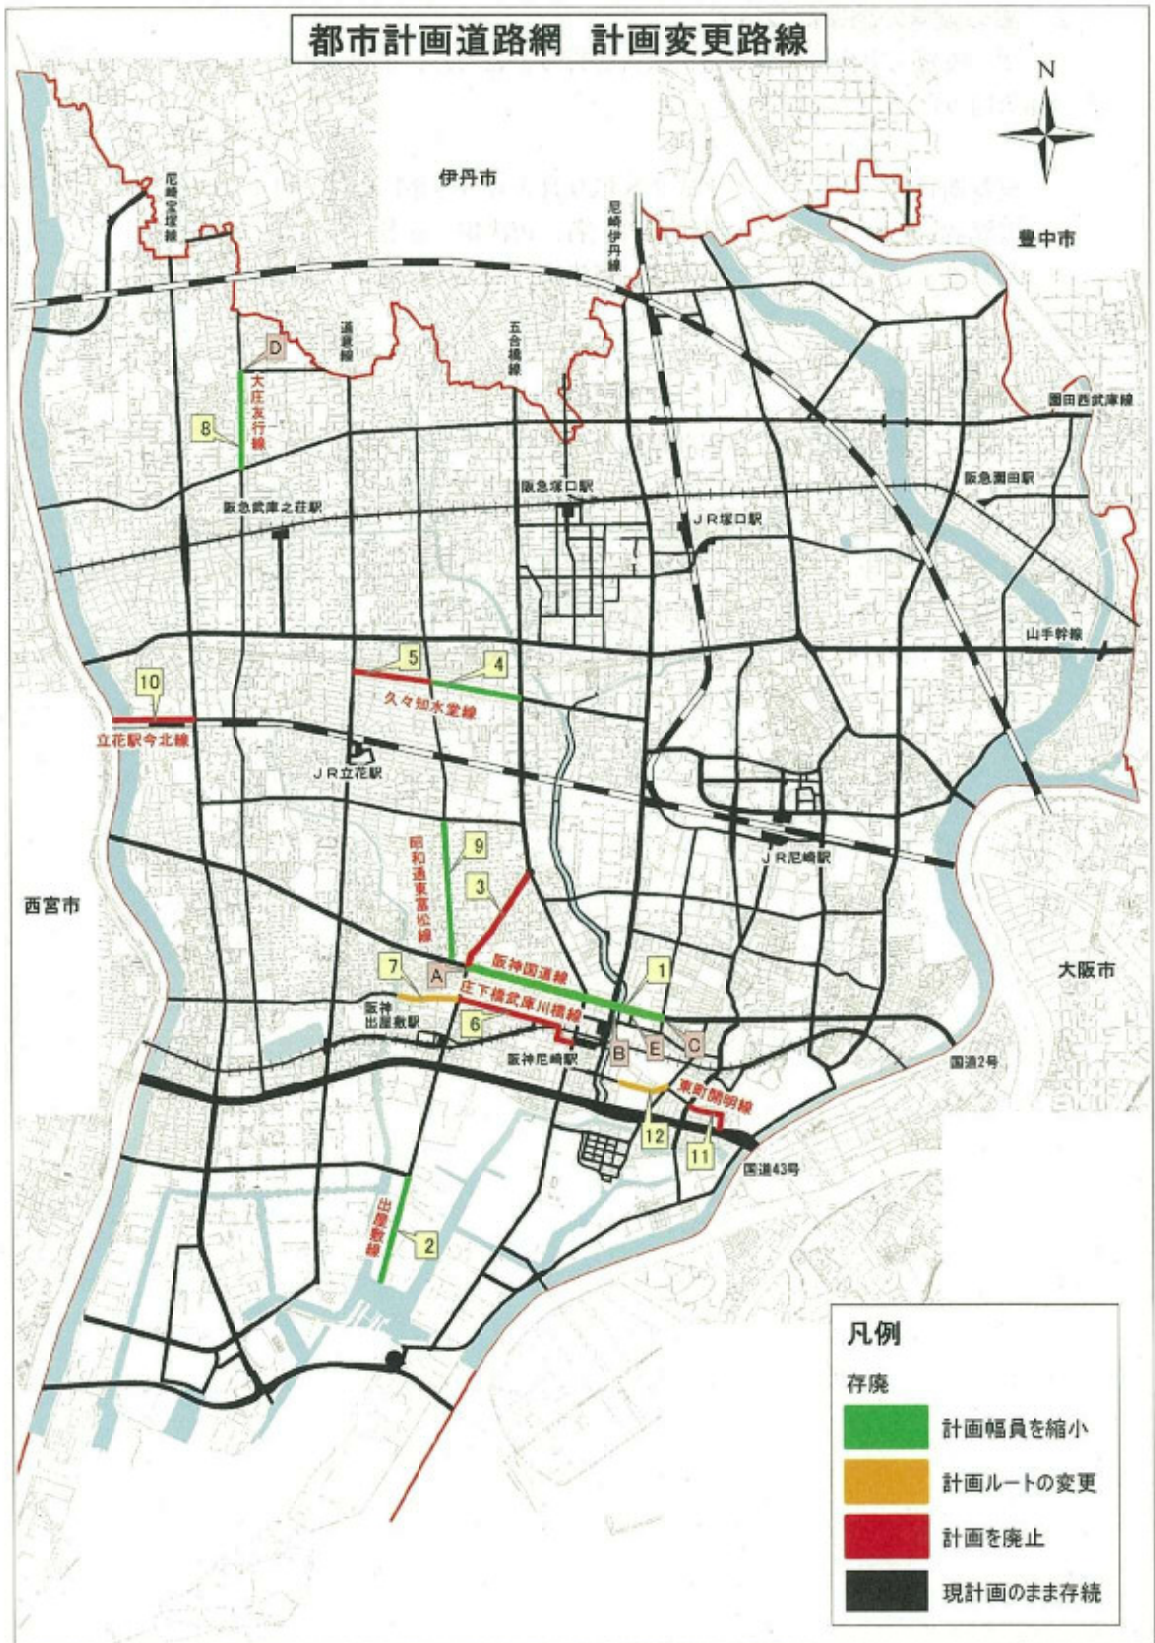 都市計画道路網 計画変更路線
N
伊丹市
尼崎宝塚線
尼崎伊丹線
豊中市
道意線
五合橋線
D
大庄友行線
8
園田西武庫線
阪急塚口駅
阪急園田駅
阪急武庫之荘駅
JR塚口駅
山手幹線
5
4
10
久々知水堂線
立花駅今北線
JR立花駅
9
昭和通東富松線
3
JR尼崎駅
西宮市
阪神国道線
大阪市
7
A
1
庄下橋武庫川橋線
阪神
出屋敷駅
6
阪神尼崎駅
B
E
C
国道2号
東町開明線
12
11
国道43号
出屋敷線
2
凡例
存廃
計画幅員を縮小
計画ルートの変更
計画を廃止
現計画のまま存続